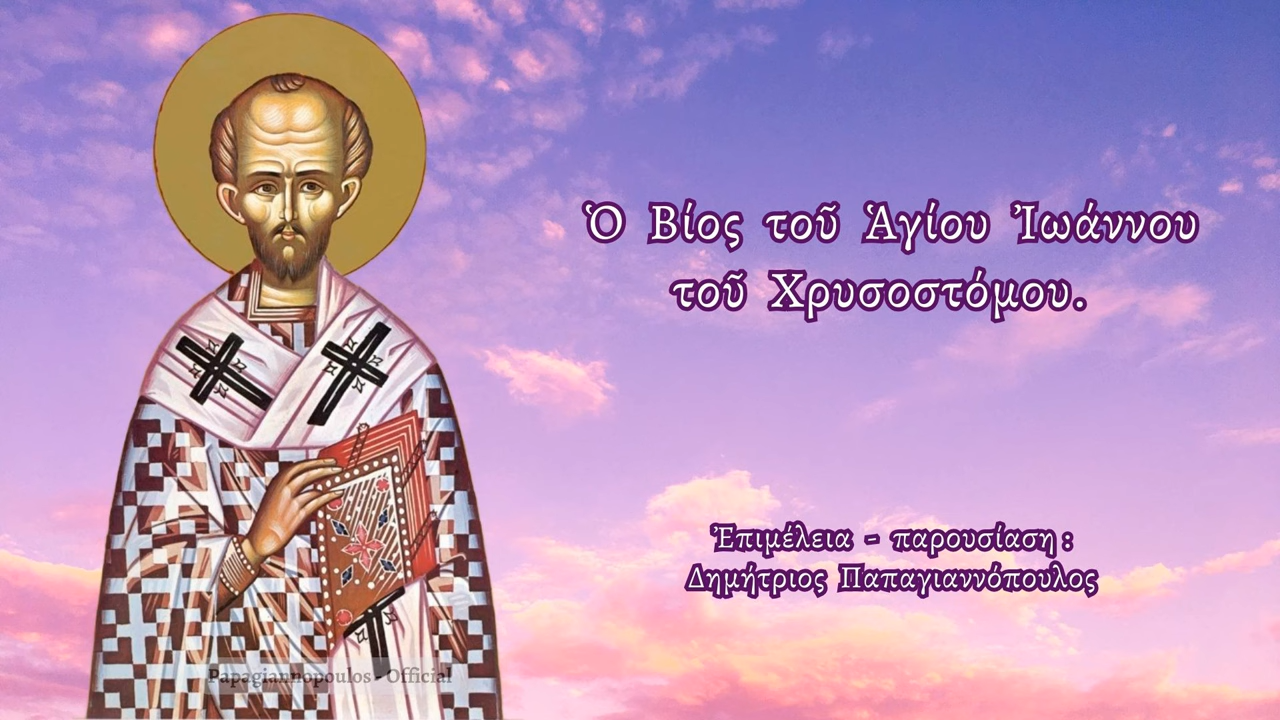 Ὁ Βίος τοῦ Ἁγίου Ἰωάννου
τοῦ Χρυσοστόμου.
Ἐπιμέλεια - παρουσίαση :
Δημήτριος Παπαγιαννόπουλος
Papagiannopoulos - Official